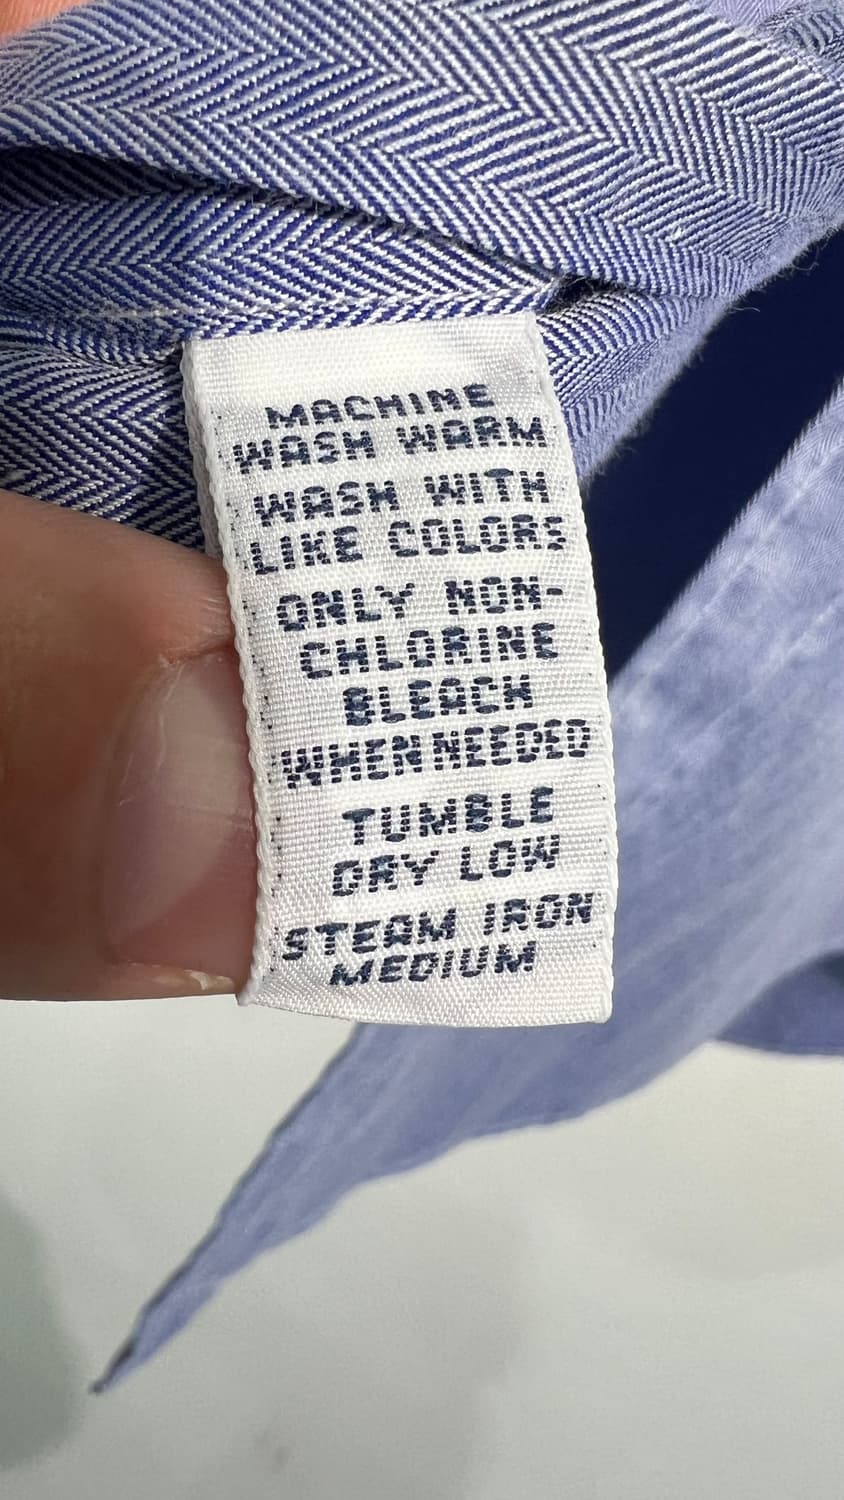 MACHINE
WASH WARM
WASH WITH
LIKE COLORS
ONLY NON-
CHLORINE
BLEACH
WHEN NEEDED
TUMBLE
DRY LOW
STEAM IRON
MEDIUM